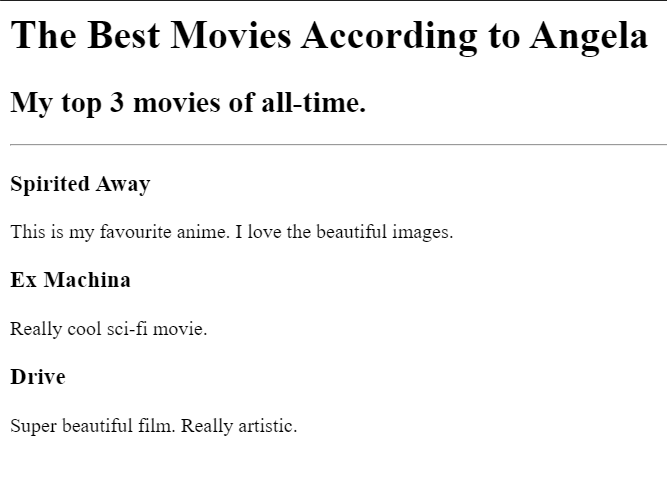 The Best Movies According to Angela
My top 3 movies of all-time.
Spirited Away
This is my favourite anime. I love the beautiful images.
Ex Machina
Really cool sci-fi movie.
Drive
Super beautiful film. Really artistic.